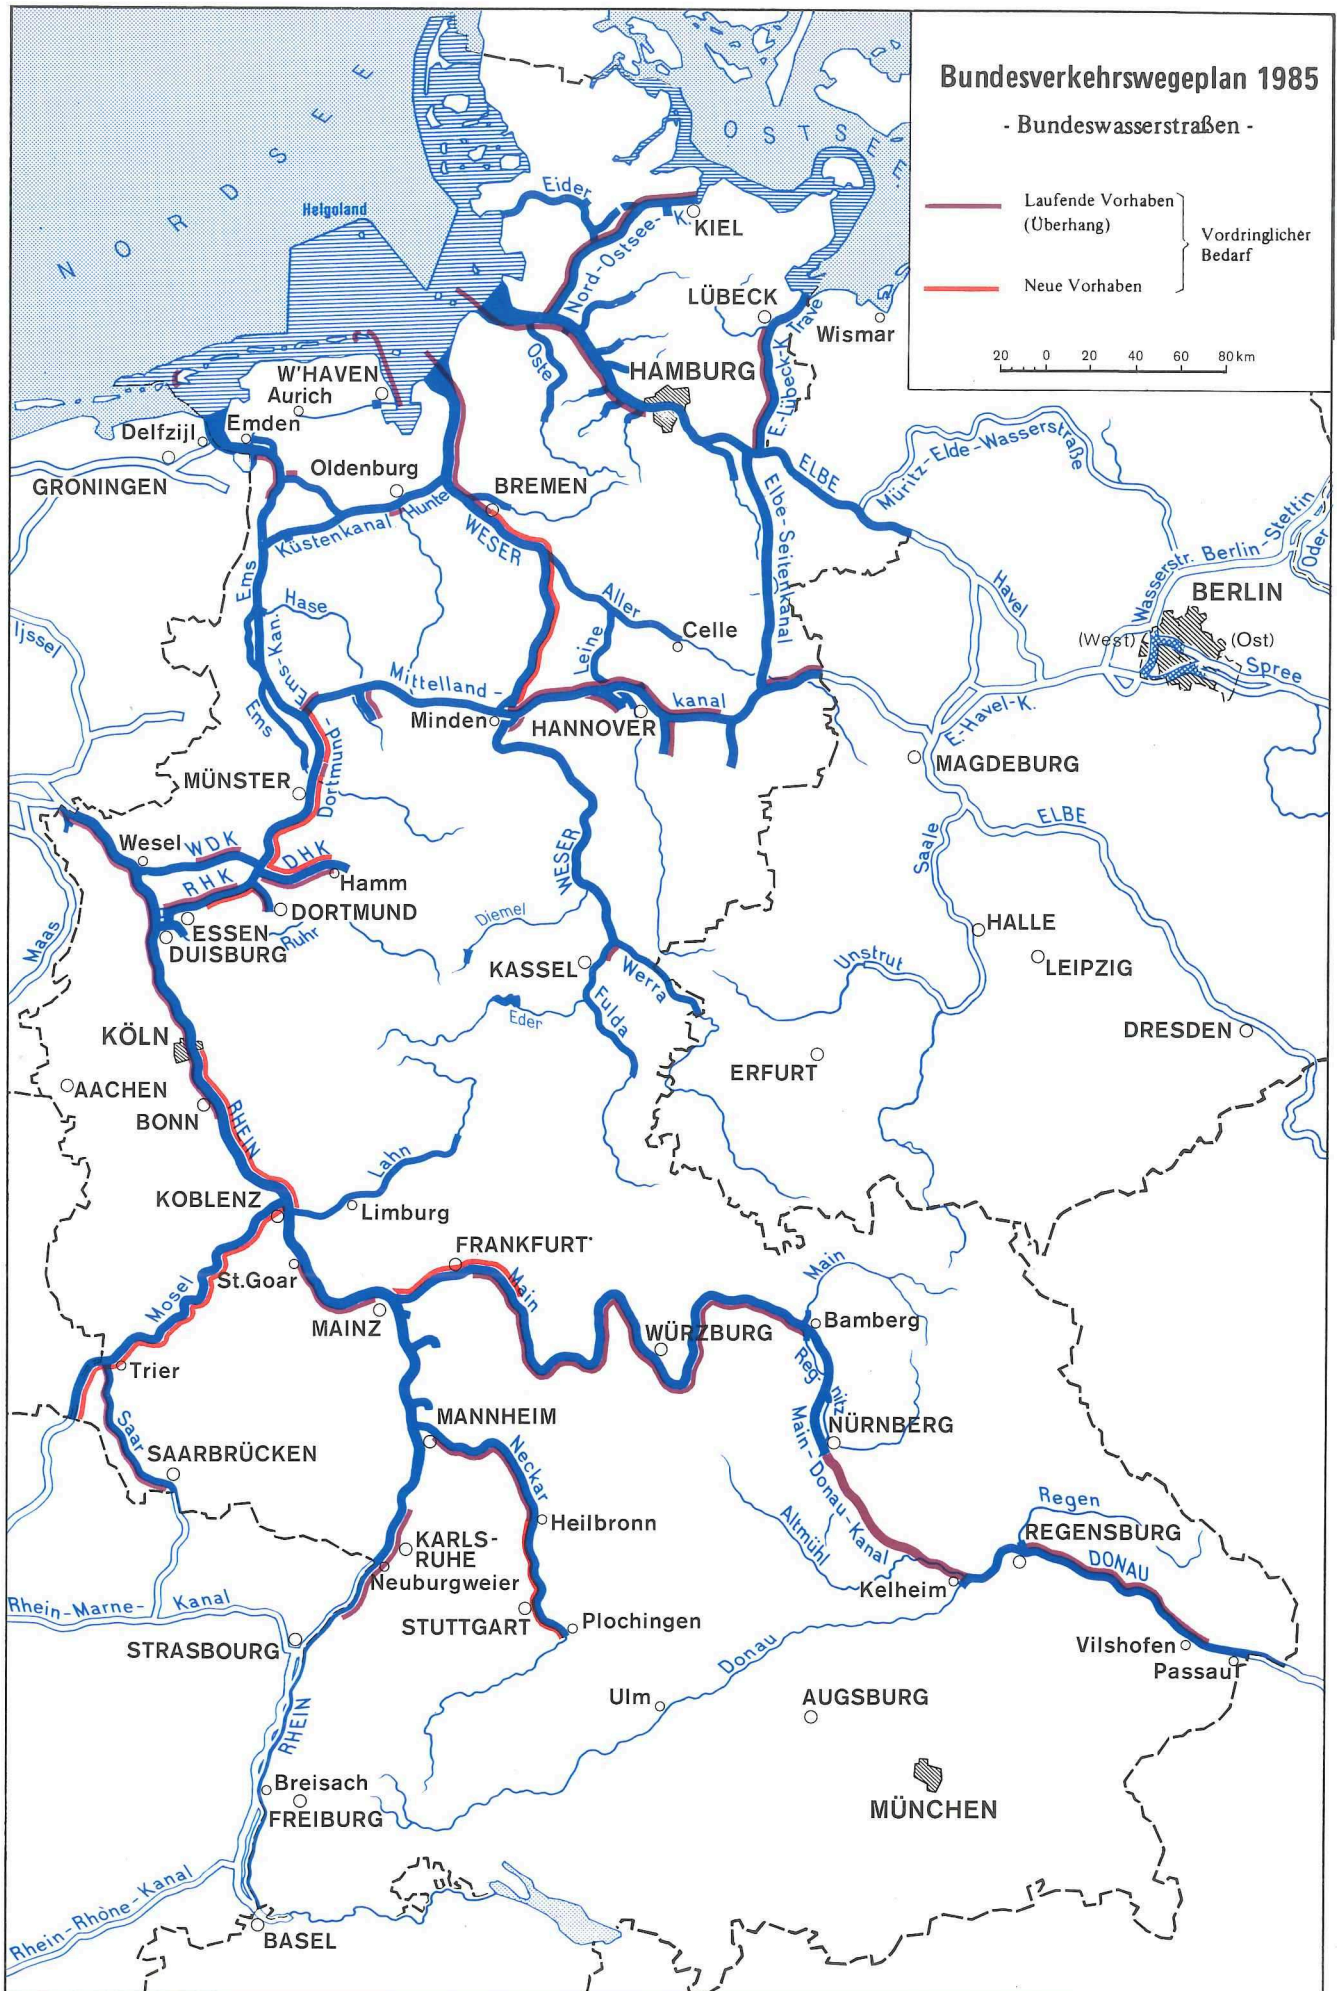 Bundesverkehrswegeplan 1985
- Bundeswasserstraßen -
Laufende Vorhaben
(Überhang)
Neue Vorhaben
Vordringlicher
Bedarf
20 0 20 40 60 80 km
NORDSEE
OSTSEE
Helgoland
Eider
Nord-Ostsee-K.
KIEL
LÜBECK
Trave
Wismar
Oste
HAMBURG
E.-Lübeck-K.
W'HAVEN
Aurich
Emden
Delfzijl
GRONINGEN
Oldenburg
Hunte
Küstenkanal
BREMEN
WESER
ELBE
Müritz-Elde-Wasserstraße
Elbe-Seitenkanal
Wasserstr. Berlin-Stettin
Oder
BERLIN
(West)
(Ost)
Spree
Havel
E.-Havel-K.
Ems
Hase
Aller
Celle
Leine
Ijssel
Dortmund-Ems-Kan.
Ems
Mittelland-
kanal
Minden
HANNOVER
MAGDEBURG
MÜNSTER
ELBE
Saale
Wesel
WDK
DHK
RHK
Hamm
DORTMUND
ESSEN
DUISBURG
Ruhr
Maas
WESER
Diemel
KASSEL
Werra
Fulda
Eder
HALLE
LEIPZIG
Unstrut
DRESDEN
ERFURT
KÖLN
AACHEN
BONN
RHEIN
Lahn
KOBLENZ
Limburg
St.Goar
FRANKFURT
Main
Main
Mosel
MAINZ
WÜRZBURG
Bamberg
Regnitz
Trier
Saar
SAARBRÜCKEN
MANNHEIM
Neckar
NÜRNBERG
Main-Donau-Kanal
Altmühl
Heilbronn
KARLS-
RUHE
Neuburgweier
Regen
REGENSBURG
DONAU
Kelheim
Rhein-Marne-Kanal
STUTTGART
Plochingen
STRASBOURG
Vilshofen
Passau
Donau
Ulm
AUGSBURG
RHEIN
Breisach
FREIBURG
MÜNCHEN
Rhein-Rhône-Kanal
BASEL